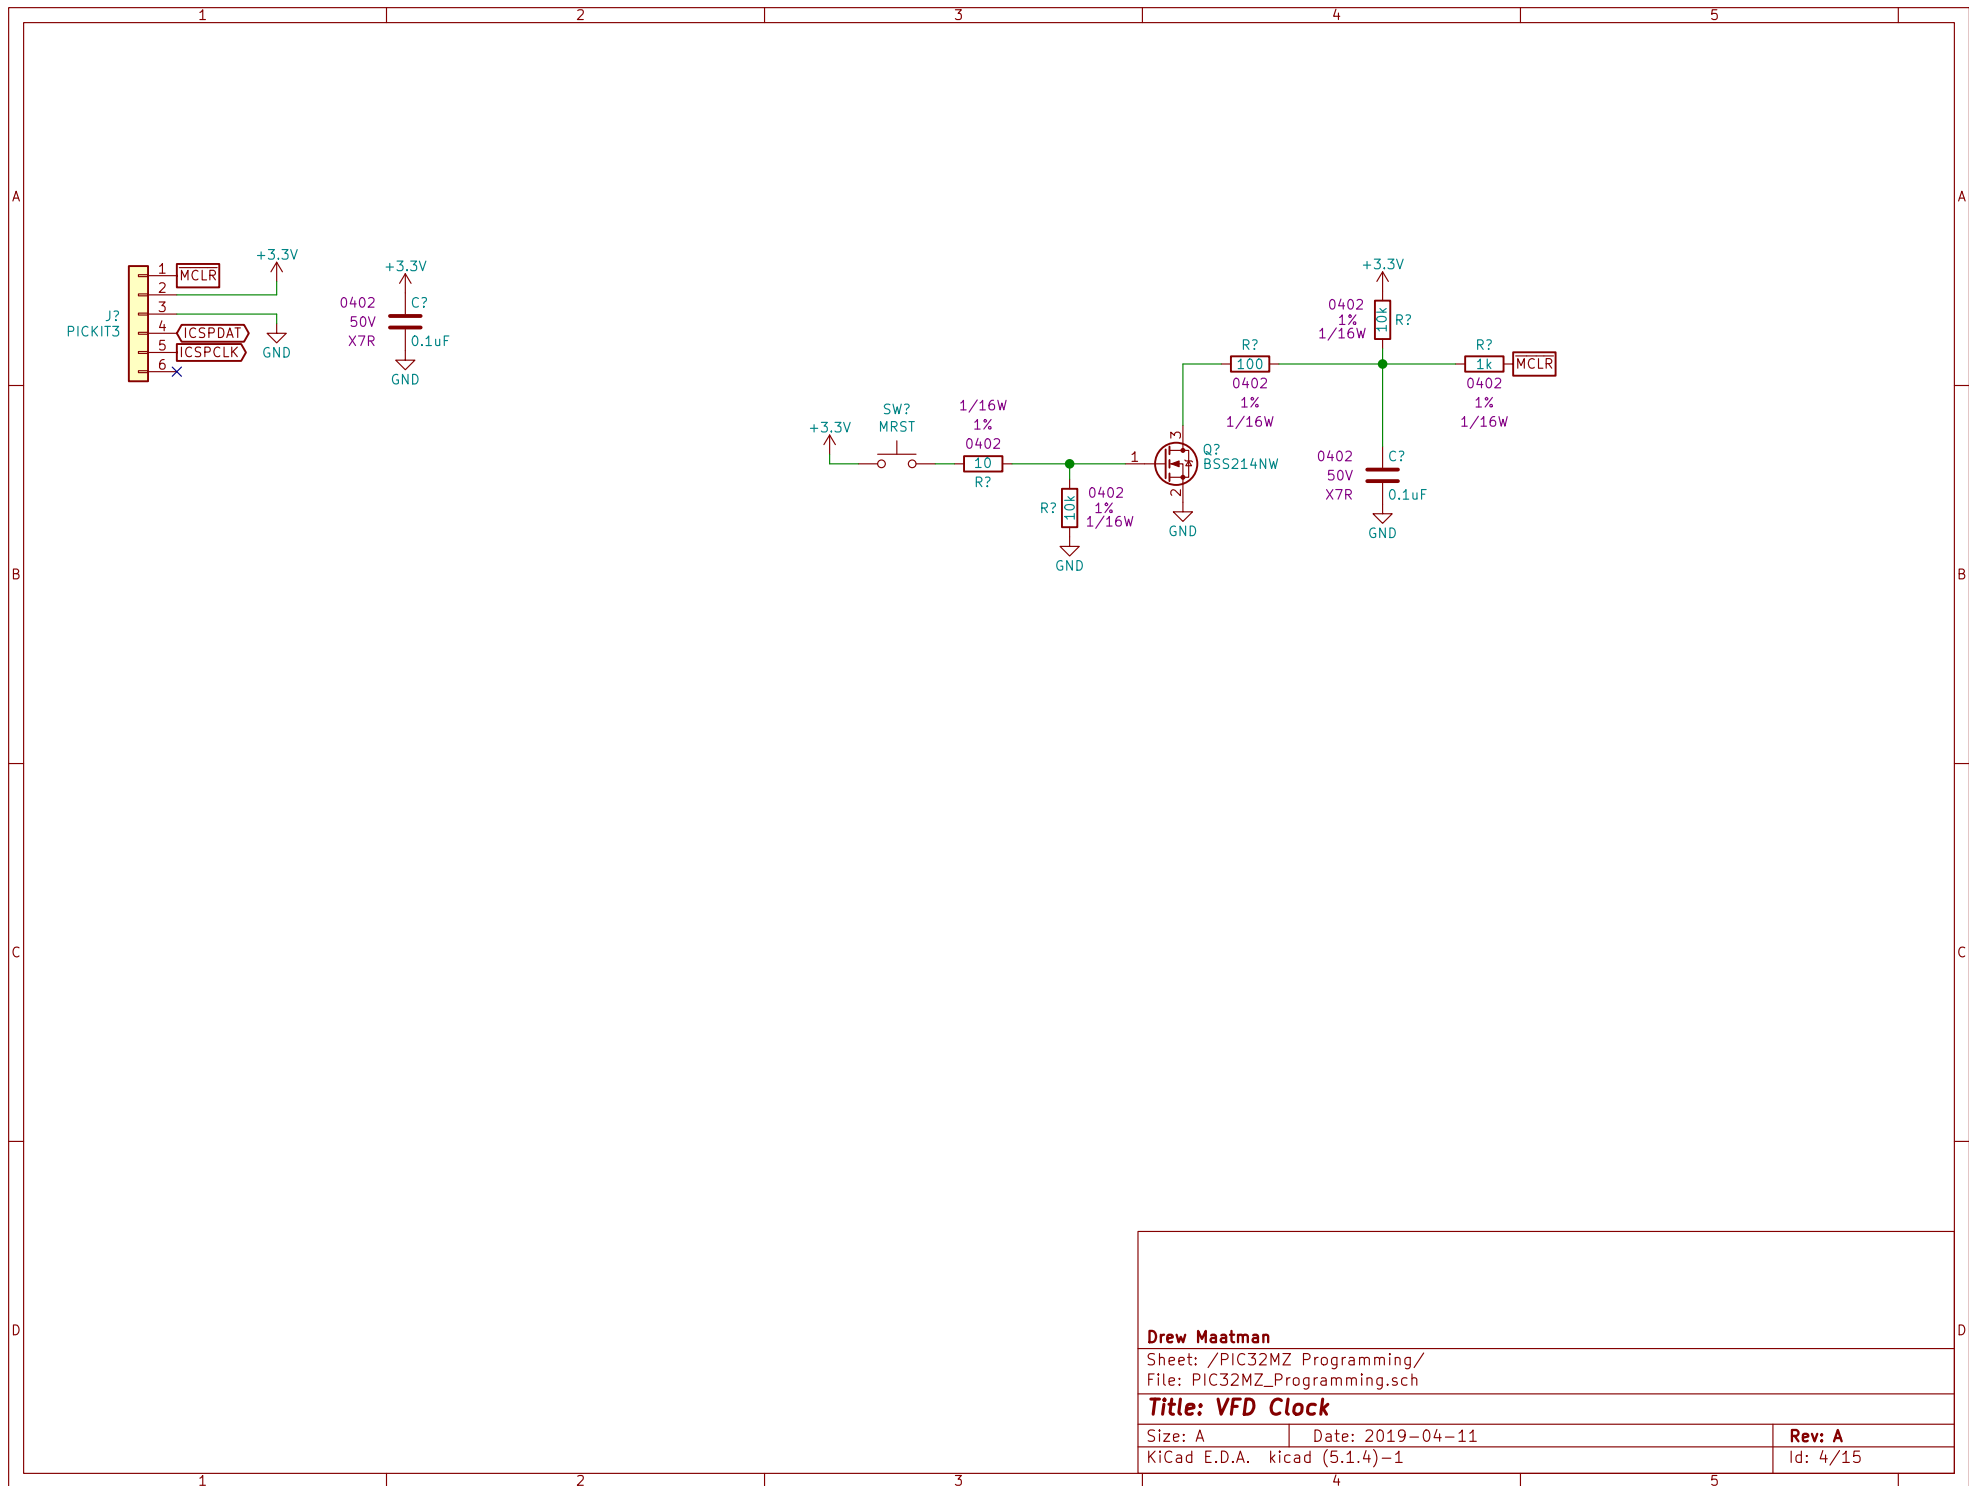 1 2 3 4 5
A A
+3.3V
1 MCLR
2
3
4 ICSPDAT
5 ICSPCLK
6
J?
PICKIT3
GND
+3.3V
0402 C?
50V
X7R 0.1uF
GND
+3.3V
SW?
MRST
1/16W
1%
0402
10
R?
R? 10k
0402
1%
1/16W
GND
1
3
2
Q?
BSS214NW
GND
R?
100
0402
1%
1/16W
+3.3V
0402
1%
1/16W
10k R?
R?
1k MCLR
0402
1%
1/16W
0402 C?
50V
X7R 0.1uF
GND
B B
C C
D D
Drew Maatman
Sheet: /PIC32MZ Programming/
File: PIC32MZ_Programming.sch
Title: VFD Clock
Size: A Date: 2019-04-11 Rev: A
KiCad E.D.A. kicad (5.1.4)-1 Id: 4/15
1 2 3 4 5